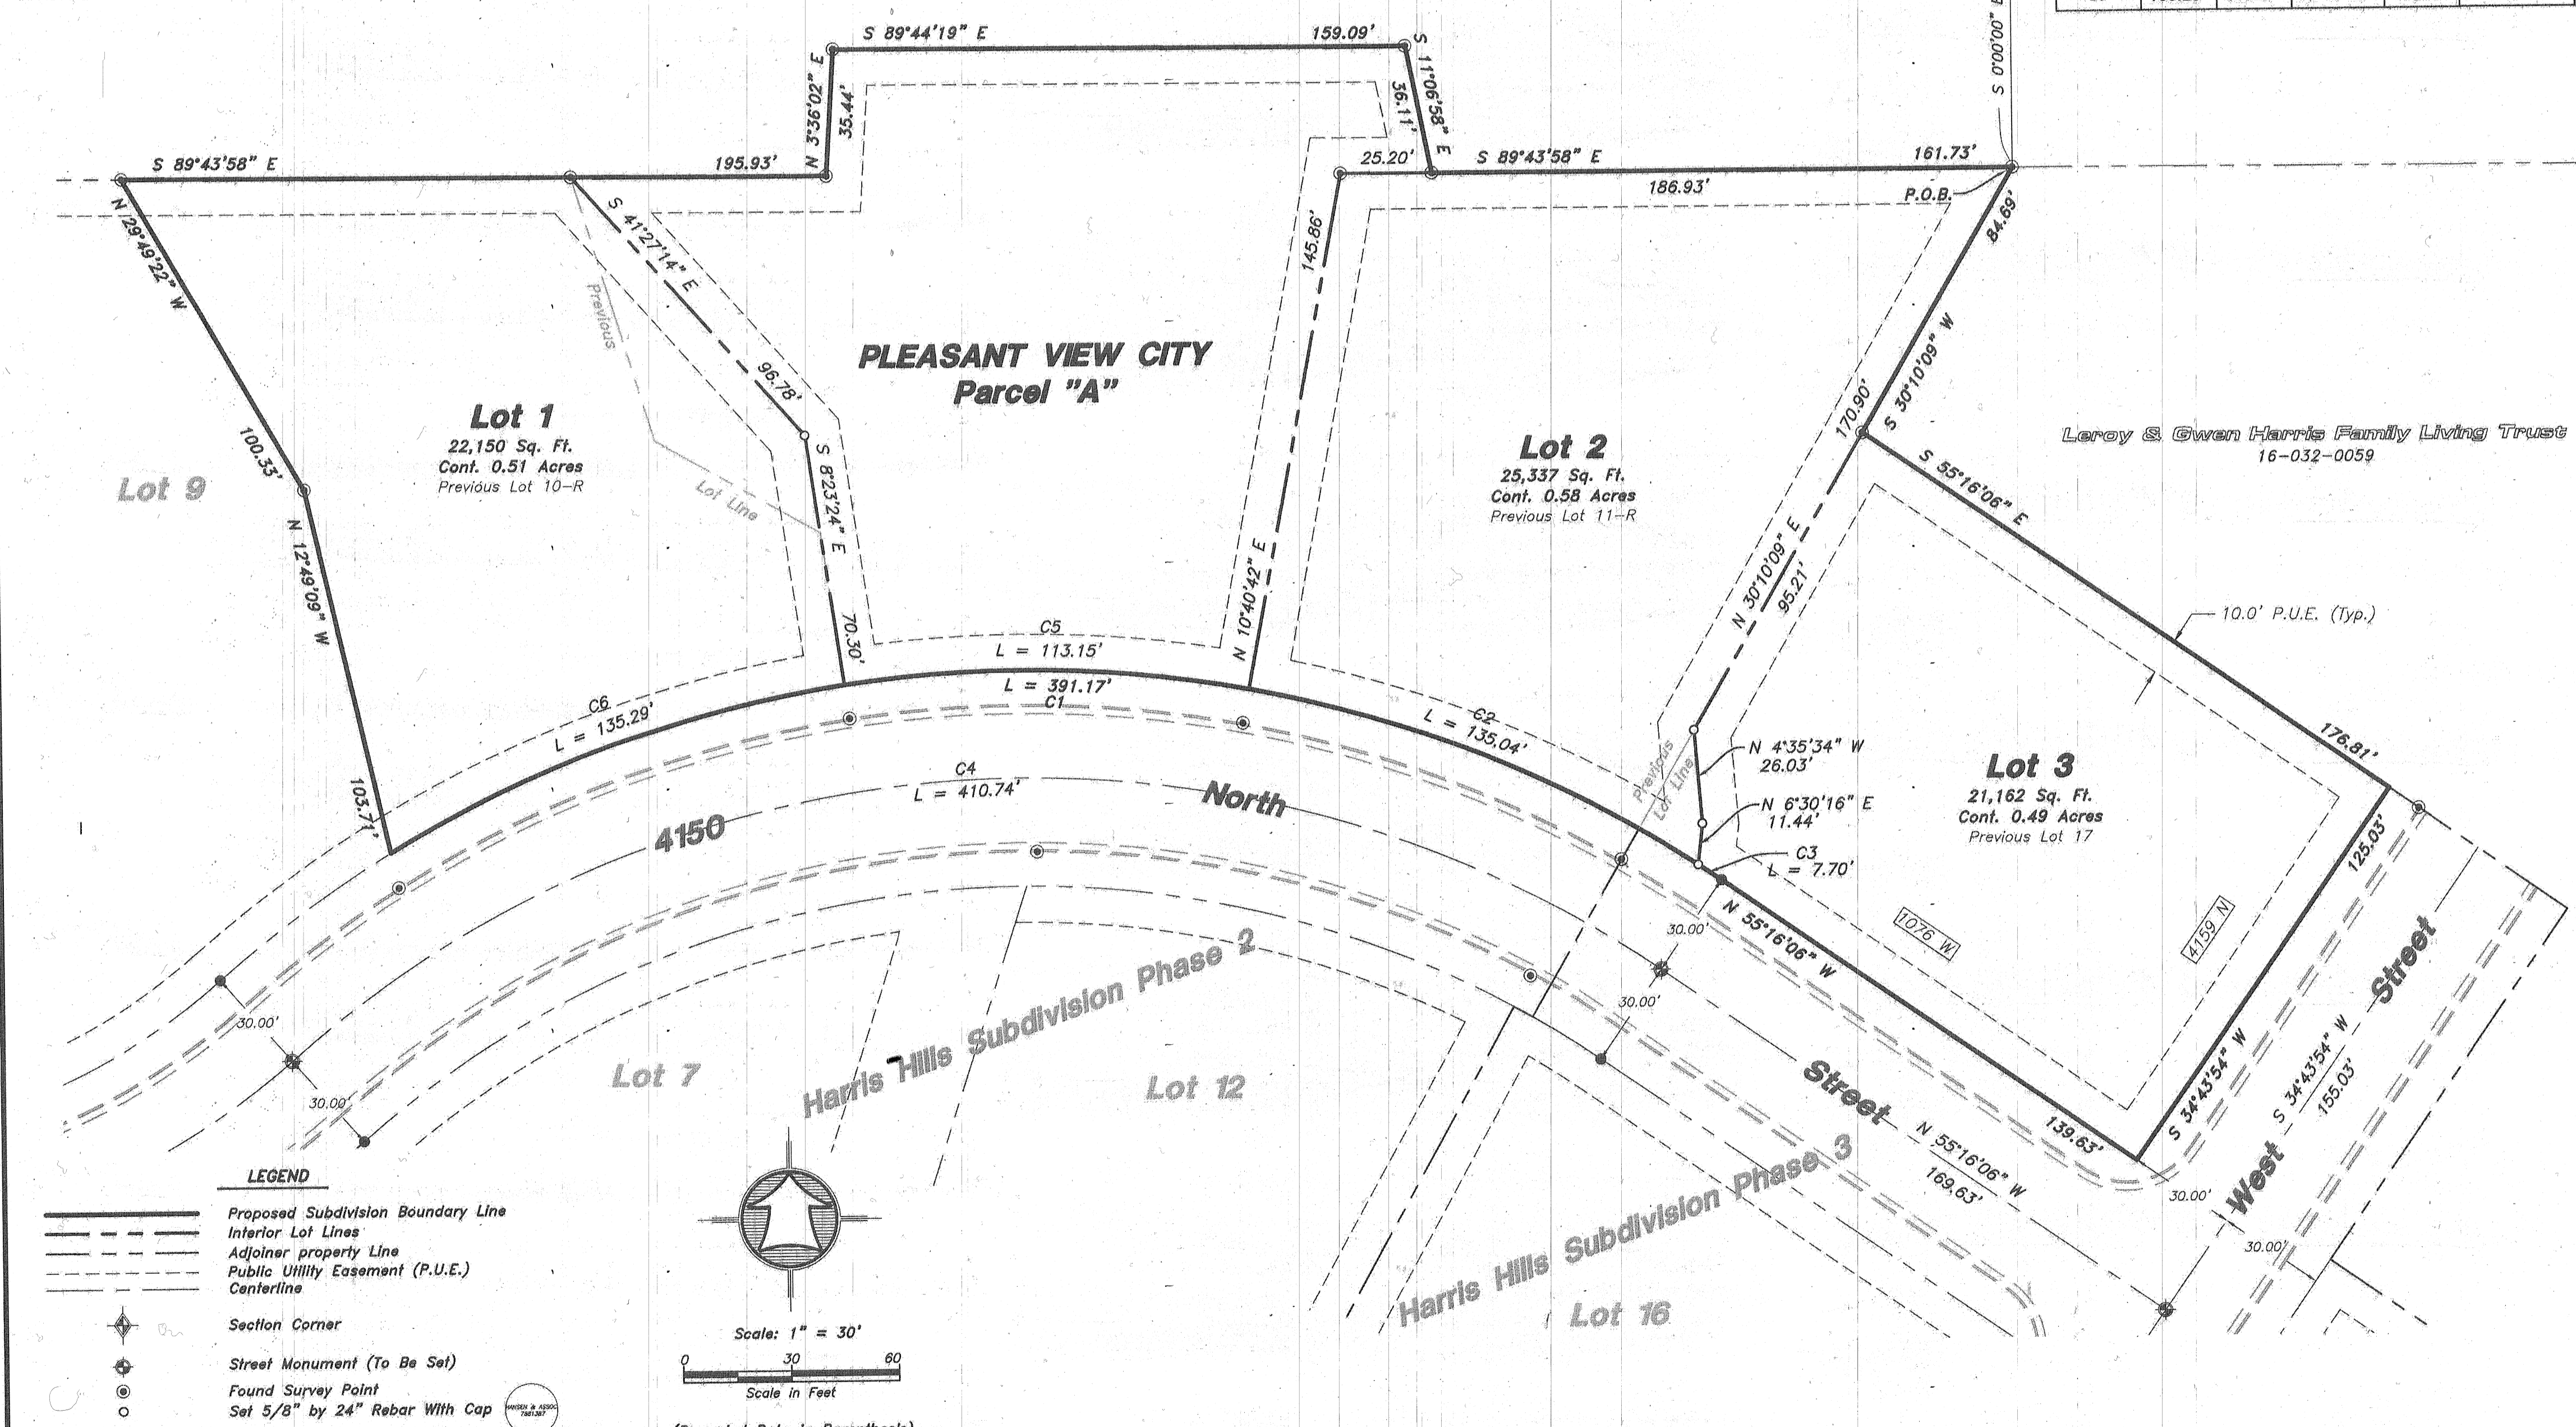 S 89°44'19" E
159.09'
S 0°00'00"
N 3°36'02" E
35.44'
S 11°06'58" E
36.11'
S 89°43'58" E
195.93'
25.20'
S 89°43'58" E
161.73'
186.93'
P.O.B.
84.69'
N 29°49'22" W
100.33'
S 41°27'14" E
96.78'
Previous
Lot Line
145.86'
PLEASANT VIEW CITY
Parcel "A"
Lot 1
22,150 Sq. Ft.
Cont. 0.51 Acres
Previous Lot 10-R
Lot 9
Lot 2
25,337 Sq. Ft.
Cont. 0.58 Acres
Previous Lot 11-R
170.90'
S 30°10'09" W
Leroy & Gwen Harris Family Living Trust
16-032-0059
S 55°16'06" E
S 8°23'24" E
70.30'
N 10°40'42" E
N 30°10'09" E
95.21'
N 12°49'09" W
103.71'
10.0' P.U.E. (Typ.)
C5
L = 113.15'
L = 391.17'
C1
C6
L = 135.29'
C2
L = 135.04'
Previous
Lot Line
N 4°35'34" W
26.03'
N 6°30'16" E
11.44'
C3
L = 7.70'
176.81'
Lot 3
21,162 Sq. Ft.
Cont. 0.49 Acres
Previous Lot 17
125.03'
C4
L = 410.74'
4150
North
30.00'
N 55°16'06" W
1076 W
4159 N
30.00'
Street
30.00'
30.00'
Harris Hills Subdivision Phase 2
Lot 7
Lot 12
Street
139.63'
S 34°43'54" W
S 34°43'54" W
155.03'
N 55°16'06" W
169.63'
West
30.00'
30.00'
Harris Hills Subdivision Phase 3
Lot 16
LEGEND
Proposed Subdivision Boundary Line
Interior Lot Lines
Adjoiner property Line
Public Utility Easement (P.U.E.)
Centerline
Section Corner
Street Monument (To Be Set)
Found Survey Point
Set 5/8" by 24" Rebar With Cap
HANSEN & ASSOC.
Scale: 1" = 30'
0 30 60
Scale in Feet